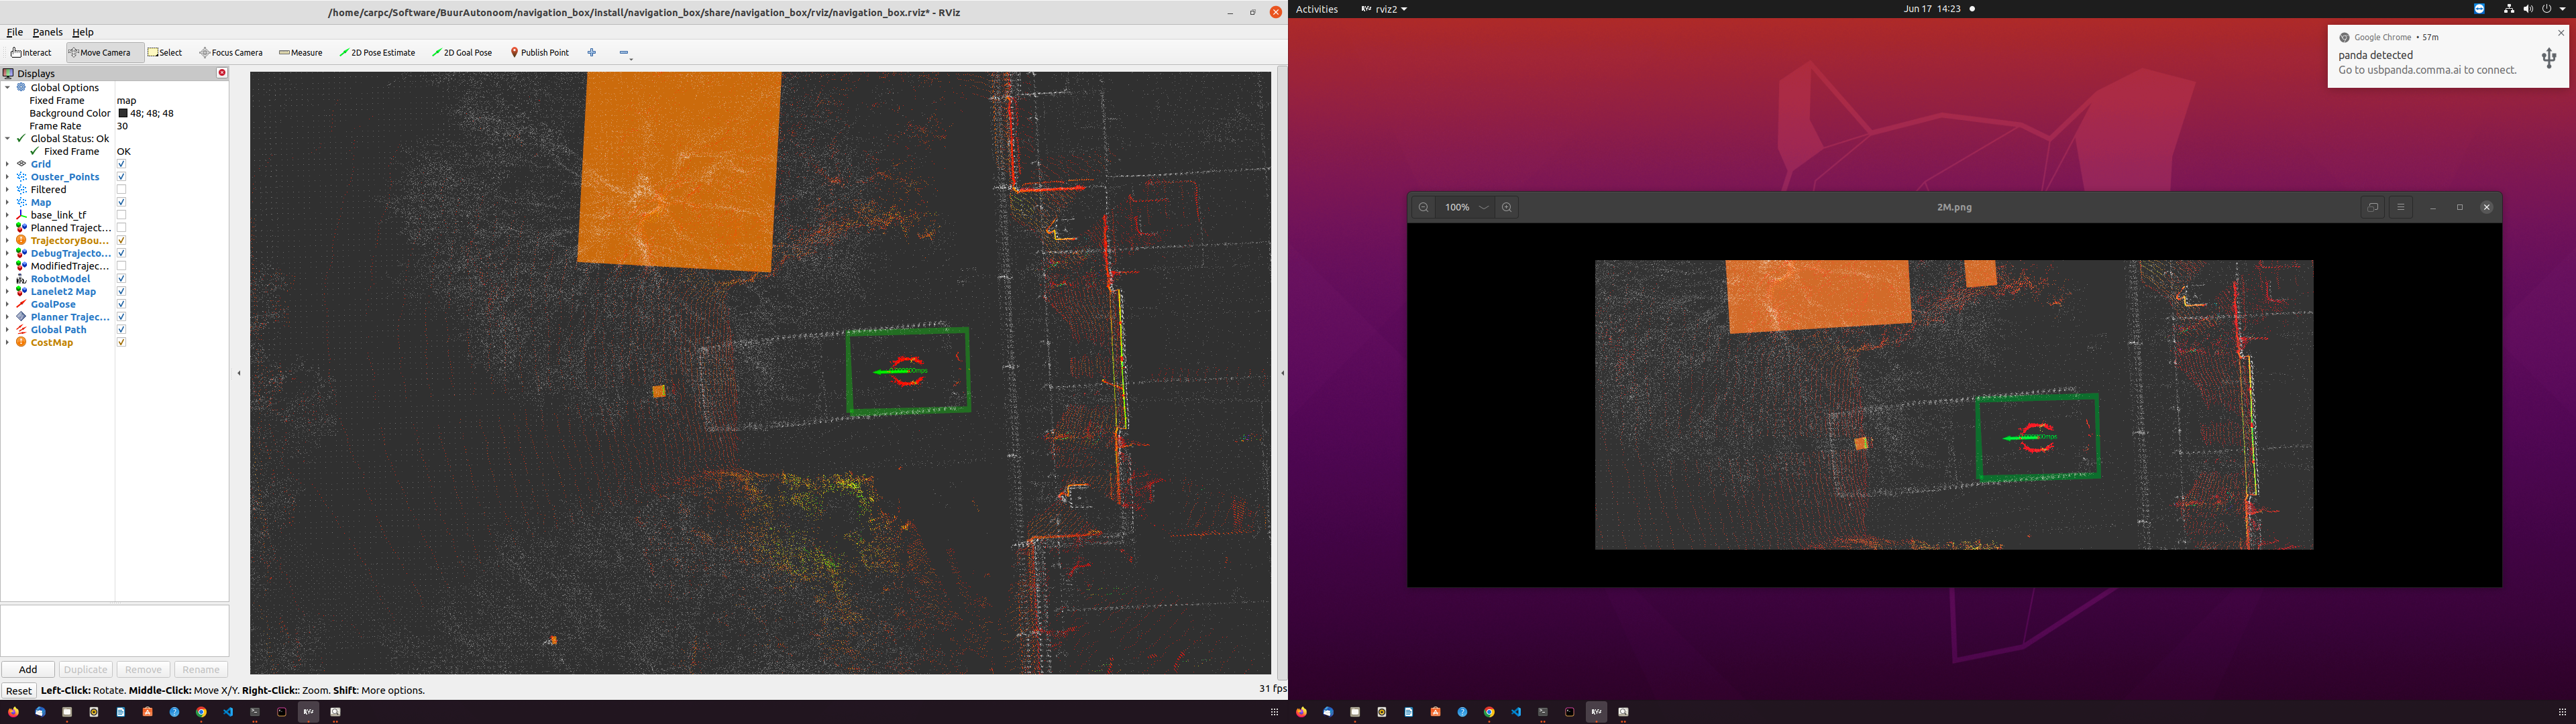 /home/carpc/Software/BuurAutonoom/navigation_box/install/navigation_box/share/navigation_box/rviz/navigation_box.rviz* - RViz
File Panels Help
Interact Move Camera Select Focus Camera Measure 2D Pose Estimate 2D Goal Pose Publish Point
Displays
Global Options
Fixed Frame map
Background Color 48; 48; 48
Frame Rate 30
Global Status: Ok
Fixed Frame OK
Grid
Ouster_Points
Filtered
Map
base_link_tf
Planned Traject...
TrajectoryBou...
DebugTrajecto...
ModifiedTrajec...
RobotModel
Lanelet2 Map
GoalPose
Planner Trajec...
Global Path
CostMap
Add Duplicate Remove Rename
Reset Left-Click: Rotate. Middle-Click: Move X/Y. Right-Click:: Zoom. Shift: More options.
31 fps
Activities rviz2 Jun 17 14:23
Google Chrome • 57m
panda detected
Go to usbpanda.comma.ai to connect.
100% 2M.png